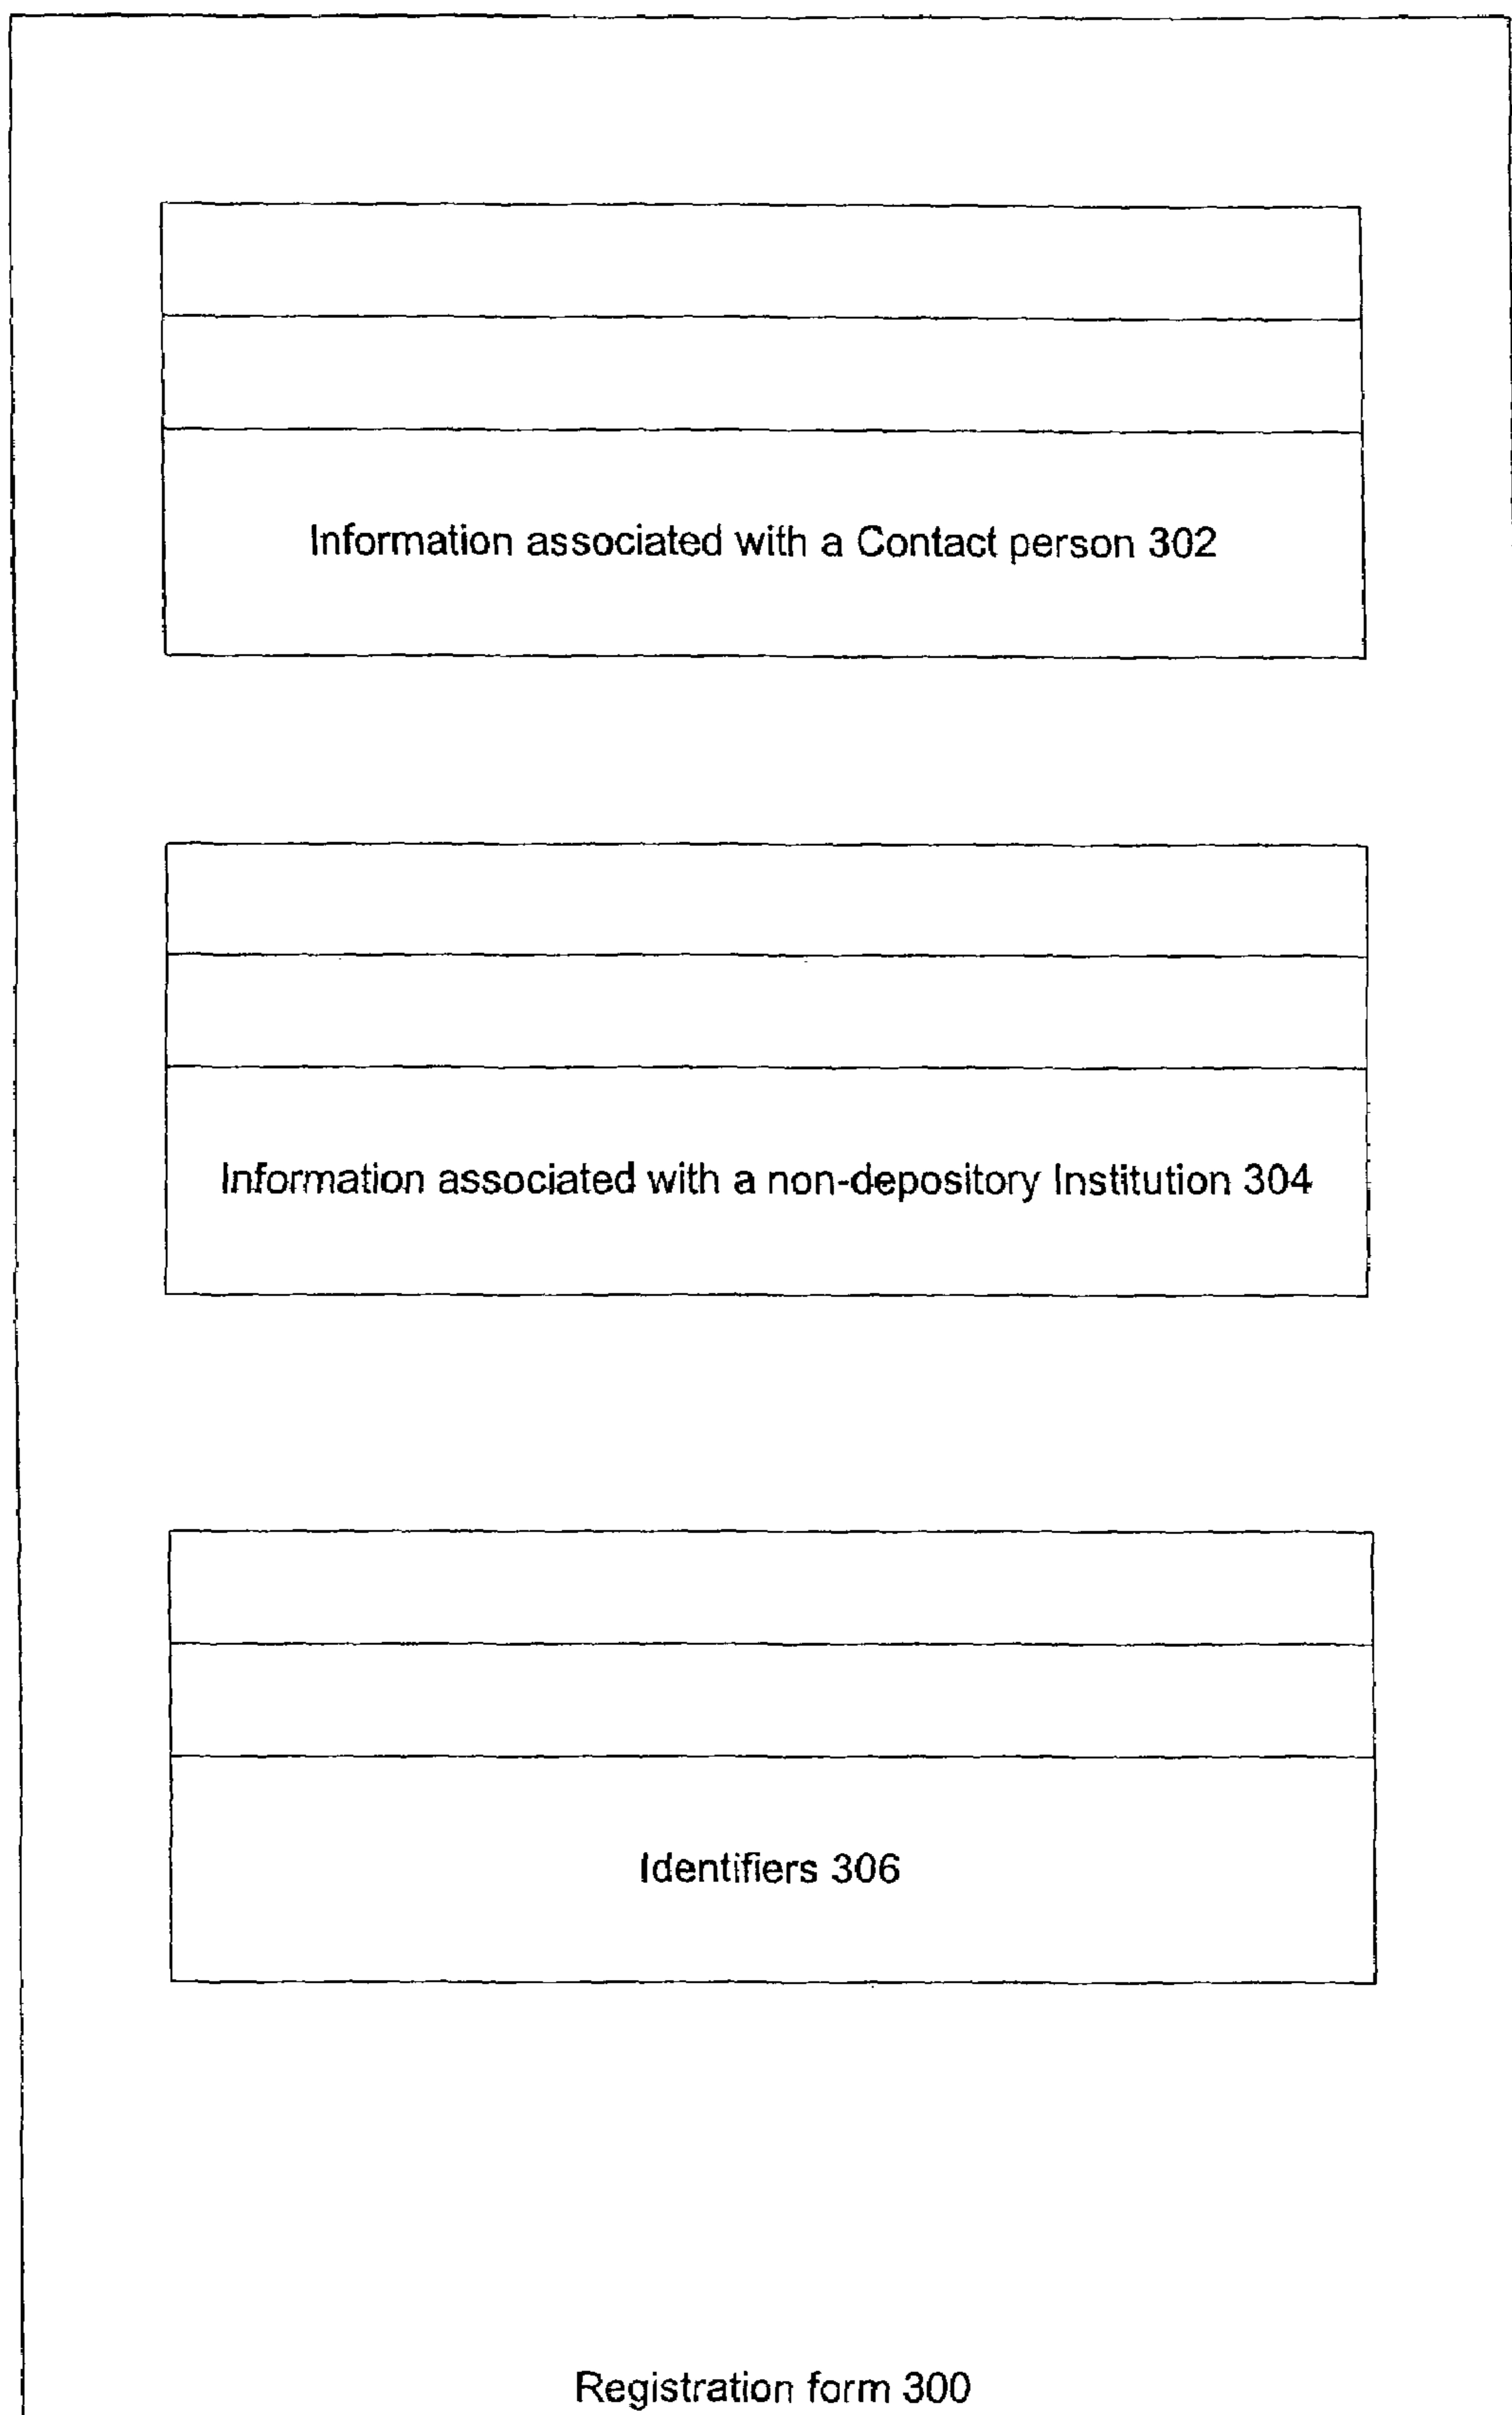 Information associated with a Contact person 302
Information associated with a non-depository Institution 304
Identifiers 306
Registration form 300